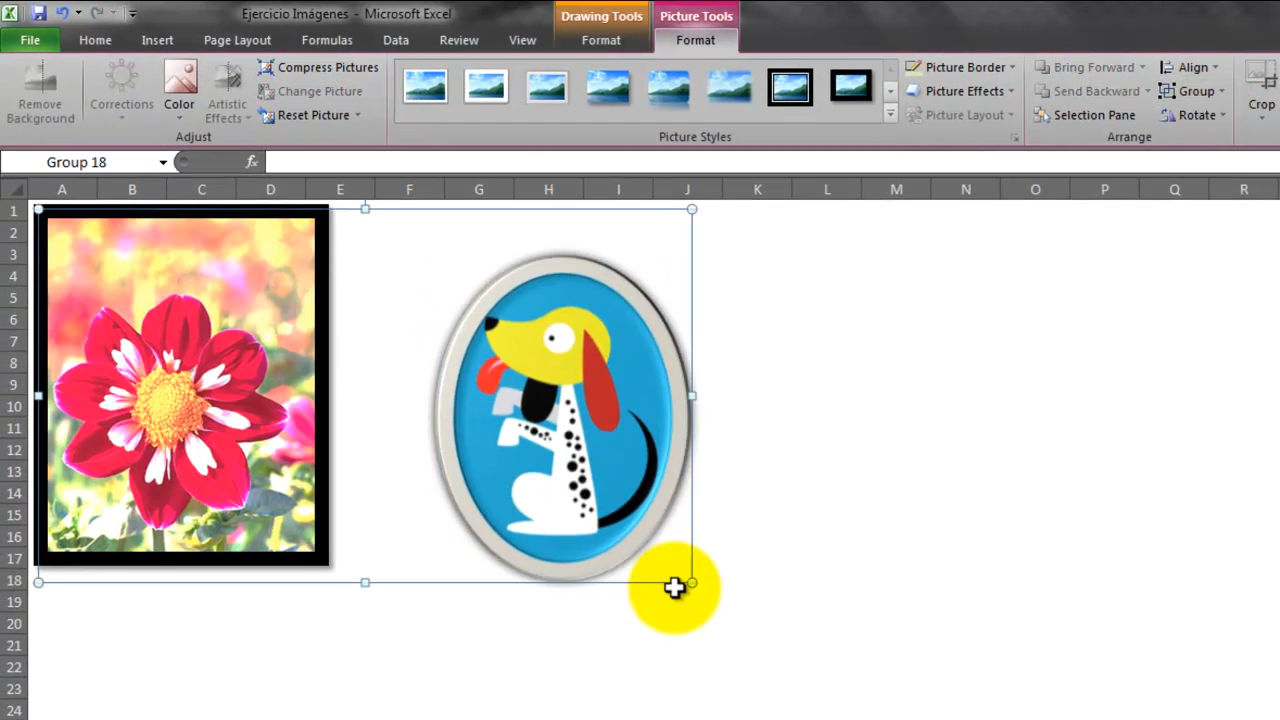 Ejercicio Imágenes - Microsoft Excel
Drawing Tools
Picture Tools
File
Home
Insert
Page Layout
Formulas
Data
Review
View
Format
Format
Remove Background
Corrections
Color
Artistic Effects
Compress Pictures
Change Picture
Reset Picture
Picture Border
Picture Effects
Picture Layout
Bring Forward
Send Backward
Selection Pane
Align
Group
Rotate
Crop
Adjust
Picture Styles
Arrange
Group 18
fx
A B C D E F G H I J K L M N O P Q R
1
2
3
4
5
6
7
8
9
10
11
12
13
14
15
16
17
18
19
20
21
22
23
24